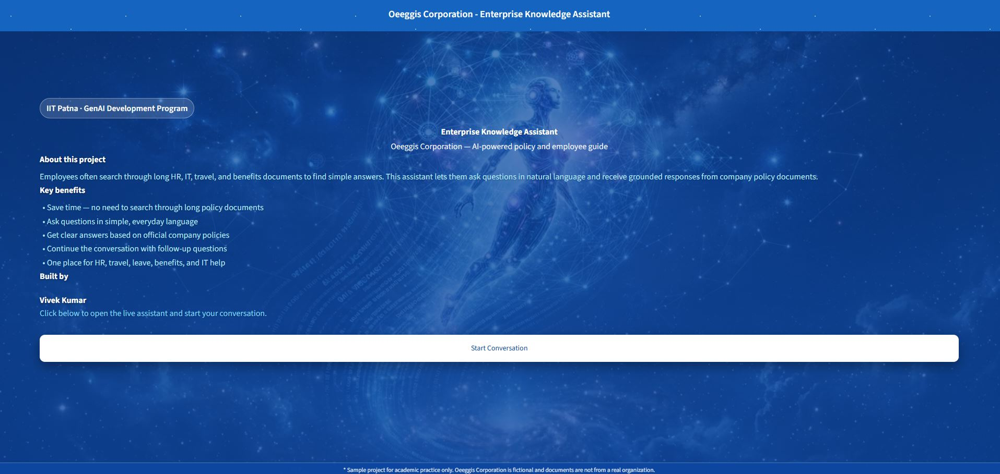 Oeeggis Corporation - Enterprise Knowledge Assistant
IIT Patna · GenAI Development Program
Enterprise Knowledge Assistant
Oeeggis Corporation — AI-powered policy and employee guide
About this project
Employees often search through long HR, IT, travel, and benefits documents to find simple answers. This assistant lets them ask questions in natural language and receive grounded responses from company policy documents.
Key benefits
• Save time — no need to search through long policy documents
• Ask questions in simple, everyday language
• Get clear answers based on official company policies
• Continue the conversation with follow-up questions
• One place for HR, travel, leave, benefits, and IT help
Built by
Vivek Kumar
Click below to open the live assistant and start your conversation.
Start Conversation
* Sample project for academic practice only. Oeeggis Corporation is fictional and documents are not from a real organization.